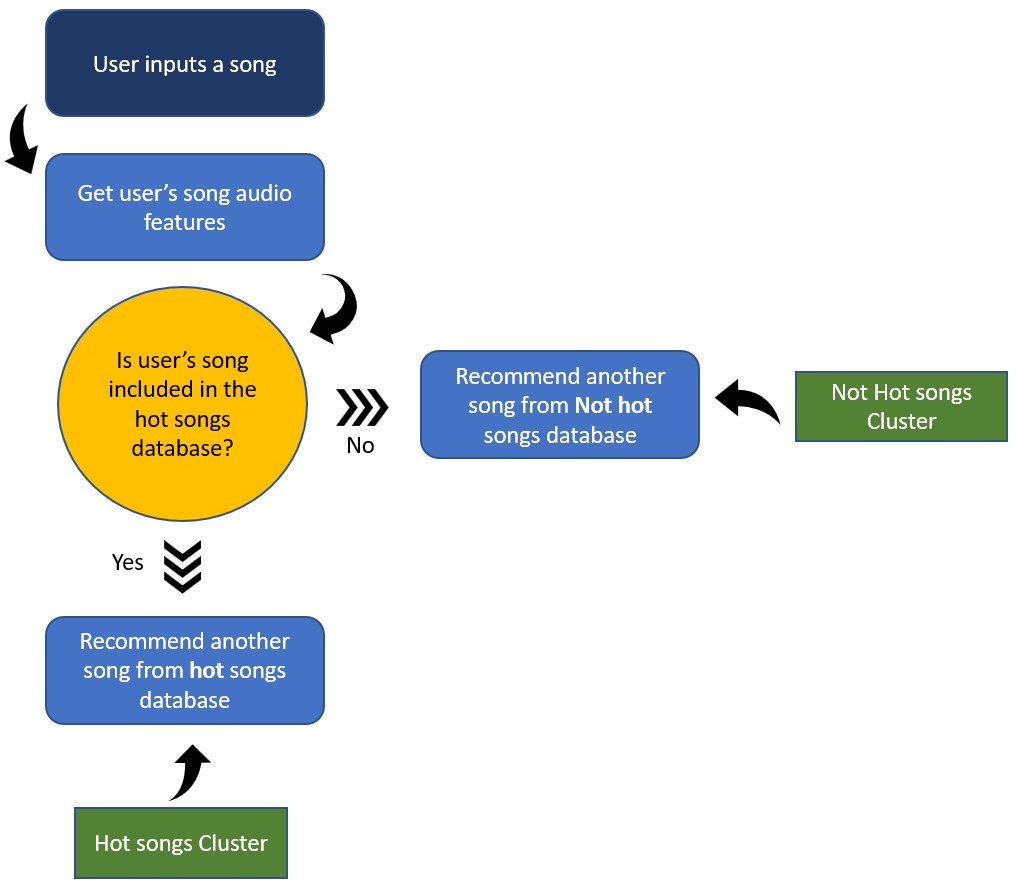 User inputs a song
Get user’s song audio
features
Is user’s song
included in the
hot songs
database?
No
Recommend another
song from Not hot
songs database
Not Hot songs
Cluster
Yes
Recommend another
song from hot songs
database
Hot songs Cluster